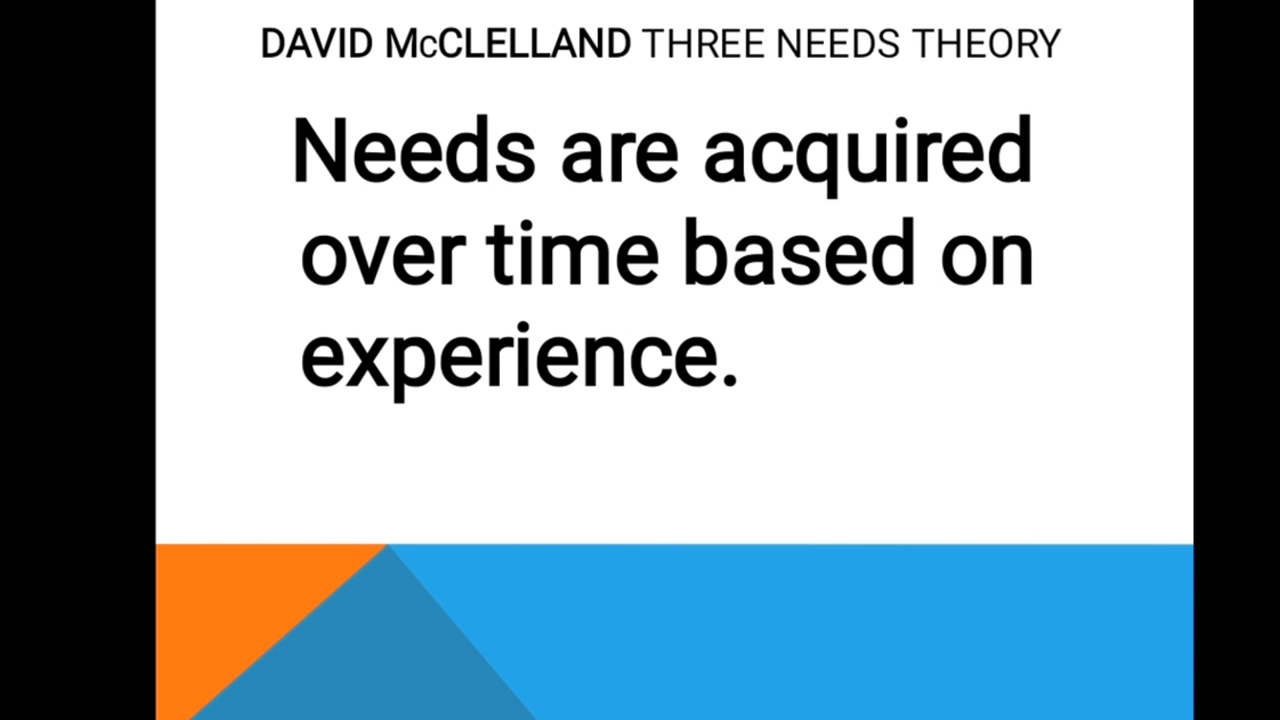 DAVID McCLELLAND THREE NEEDS THEORY
Needs are acquired
over time based on
experience.